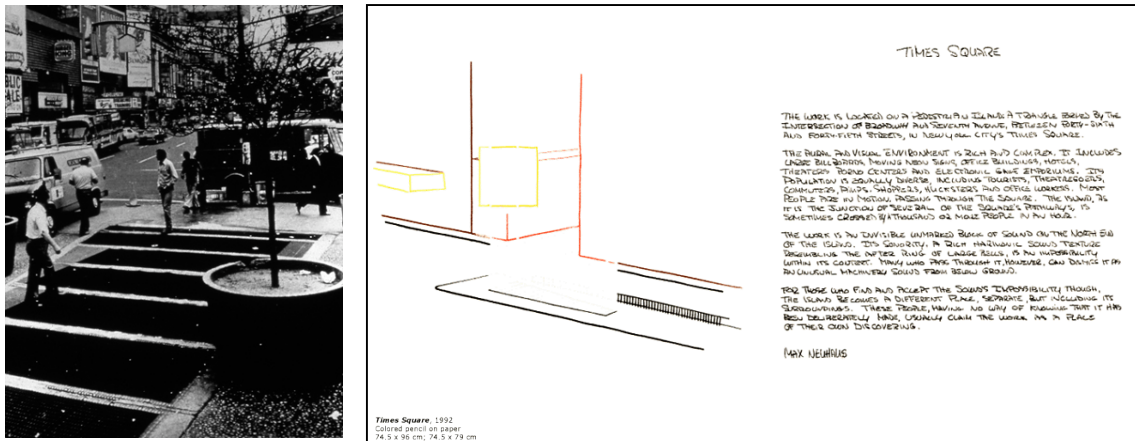 BLIC
SALE
TIMES SQUARE
THE WORK IS LOCATED ON A PEDESTRIAN ISLAND: A TRIANGLE FORMED BY THE
INTERSECTION OF BROADWAY AND SEVENTH AVENUE, BETWEEN FORTY-SIXTH
AND FORTY-FIFTH STREETS, IN NEW YORK CITY'S TIMES SQUARE.
THE AURAL AND VISUAL ENVIRONMENT IS RICH AND COMPLEX. IT INCLUDES
LARGE BILLBOARDS, MOVING NEON SIGNS, OFFICE BUILDINGS, HOTELS,
THEATERS, PORNO CENTERS AND ELECTRONIC GAME EMPORIUMS. ITS
POPULATION IS EQUALLY DIVERSE, INCLUDING TOURISTS, THEATERGOERS,
COMMUTERS, PIMPS, SHOPPERS, HUCKSTERS AND OFFICE WORKERS. MOST
PEOPLE ARE IN MOTION, PASSING THROUGH THE SQUARE. THE ISLAND, AS
IT IS THE JUNCTION OF SEVERAL OF THE SQUARE'S PATHWAYS, IS
SOMETIMES CROSSED BY A THOUSAND OR MORE PEOPLE IN AN HOUR.
THE WORK IS AN INVISIBLE UNMARKED BLOCK OF SOUND ON THE NORTH END
OF THE ISLAND. ITS SONORITY, A RICH HARMONIC SOUND TEXTURE
RESEMBLING THE AFTER RING OF LARGE BELLS, IS AN IMPOSSIBILITY
WITHIN ITS CONTEXT. MANY WHO PASS THROUGH IT, HOWEVER, CAN DISMISS IT AS
AN UNUSUAL MACHINERY SOUND FROM BELOW GROUND.
FOR THOSE WHO FIND AND ACCEPT THE SOUND'S IMPOSSIBILITY THOUGH,
THE ISLAND BECOMES A DIFFERENT PLACE, SEPARATE, BUT INCLUDING ITS
SURROUNDINGS. THESE PEOPLE, HAVING NO WAY OF KNOWING THAT IT HAS
BEEN DELIBERATELY MADE, USUALLY CLAIM THE WORK AS A PLACE
OF THEIR OWN DISCOVERING.
MAX NEUHAUS
Times Square, 1992
Colored pencil on paper
74.5 x 96 cm; 74.5 x 79 cm